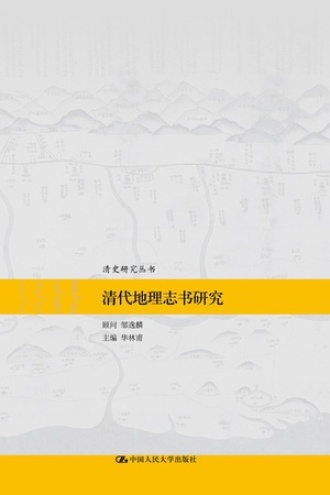 清史研究丛书
清代地理志书研究
顾问 邹逸麟
主编 华林甫
中国人民大学出版社